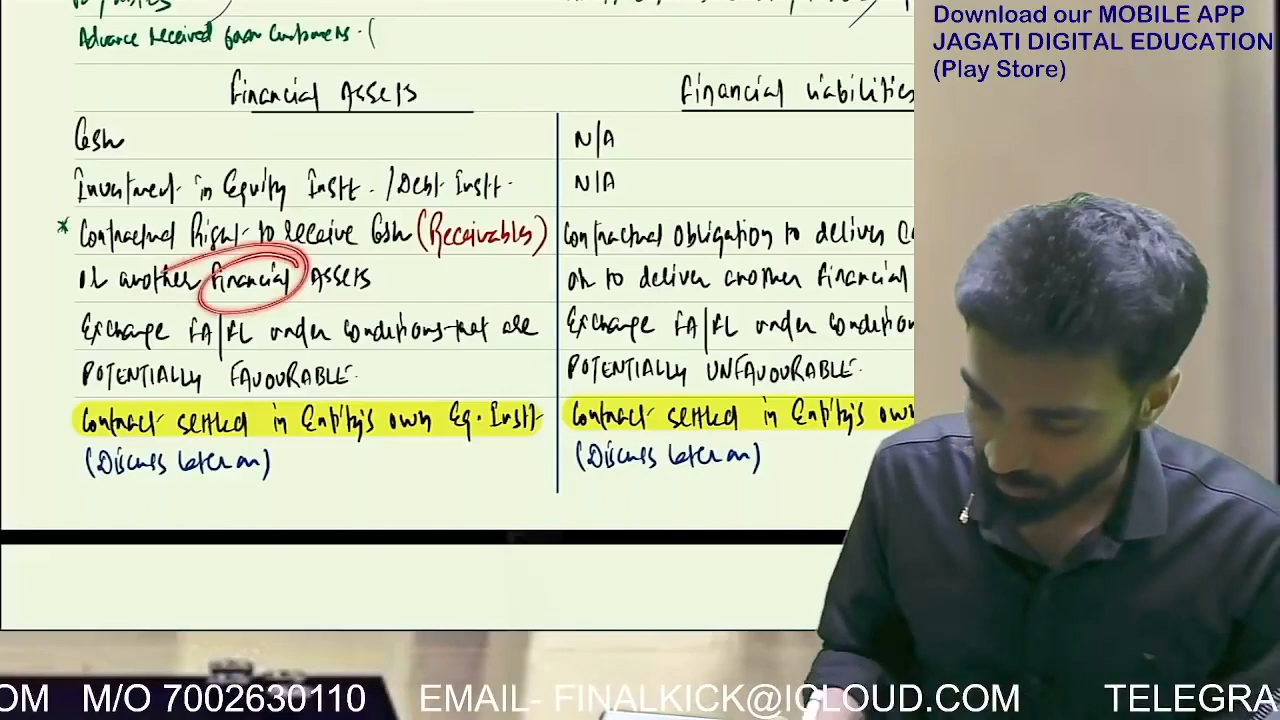 Download our MOBILE APP
JAGATI DIGITAL EDUCATION
(Play Store)
Advance received from Customers. (
Financial Assets
Financial Liabilities
Cash
N/A
Investment in Equity Instt. / Debt Instt.
N/A
* Contractual Right to receive Cash (Receivables)
Contractual obligation to deliver
or another financial Assets
or to deliver another financial
Exchange FA/FL under conditions that are
Exchange FA/FL under
POTENTIALLY FAVOURABLE.
POTENTIALLY UNFAVOURABLE.
Contract settled in Entity's own Eq. Instt
Contract settled in Entity's own
(Discuss later on)
(Discuss later on)
OM M/O 7002630110 EMAIL- FINALKICK@ICLOUD.COM TELEGRA